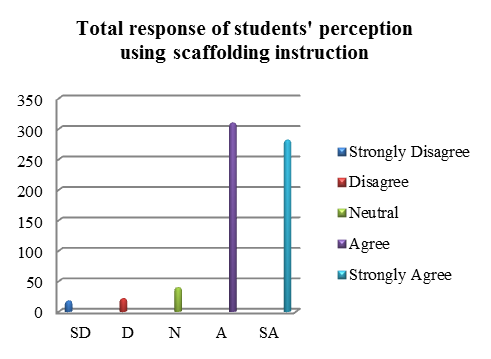 Total response of students' perception
using scaffolding instruction
350
300
250
200
150
100
50
0
SD D N A SA
Strongly Disagree
Disagree
Neutral
Agree
Strongly Agree